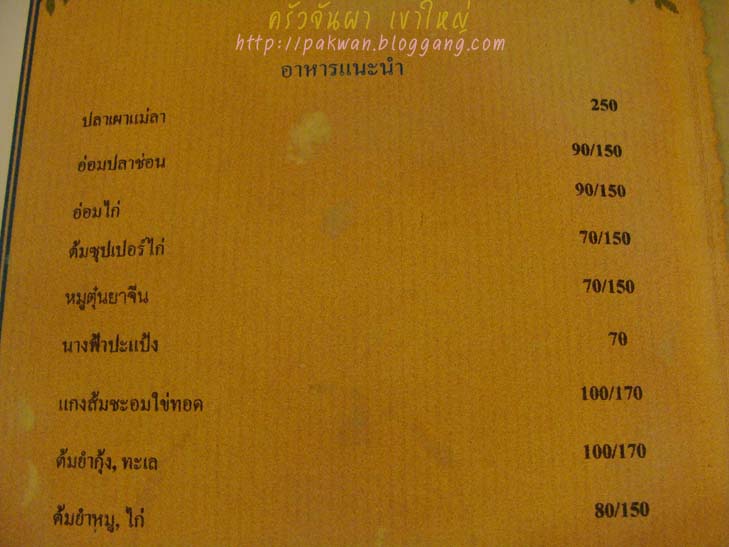 ครัวจันผา เขาใหญ่
http://pakwan.bloggang.com
อาหารแนะนำ
ปลาเผาแม่ลา 250
อ่อมปลาช่อน 90/150
อ่อมไก่ 90/150
ต้มซุปเปอร์ไก่ 70/150
หมูตุ๋นยาจีน 70/150
นางฟ้าปะแป้ง 70
แกงส้มชะอมไข่ทอด 100/170
ต้มยำกุ้ง, ทะเล 100/170
ต้มยำหมู, ไก่ 80/150